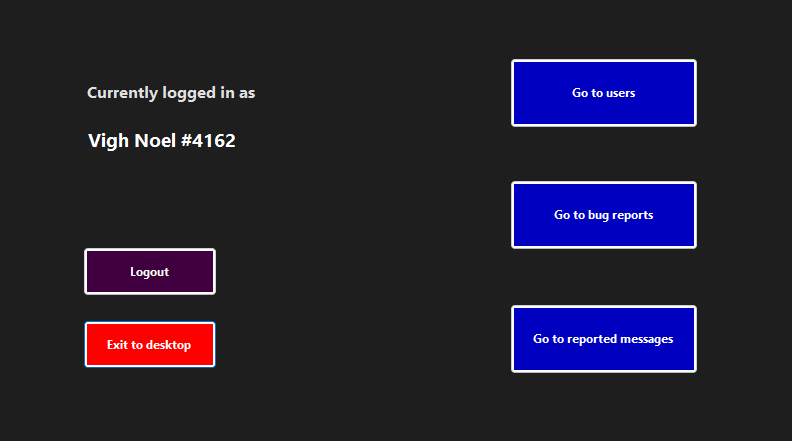 Currently logged in as
Vigh Noel #4162
Logout
Exit to desktop
Go to users
Go to bug reports
Go to reported messages